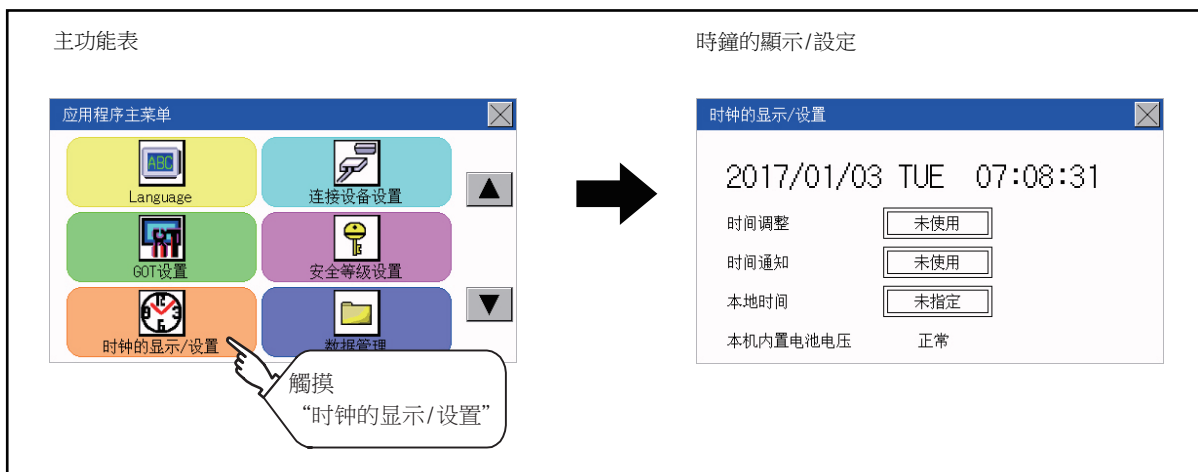 主功能表
時鐘的顯示/設定
应用程序主菜单
ABC
Language
连接设备设置
GOT设置
安全等级设置
时钟的显示/设置
数据管理
觸摸
“时钟的显示/设置”
时钟的显示/设置
2017/01/03 TUE 07:08:31
时间调整 未使用
时间通知 未使用
本地时间 未指定
本机内置电池电压 正常